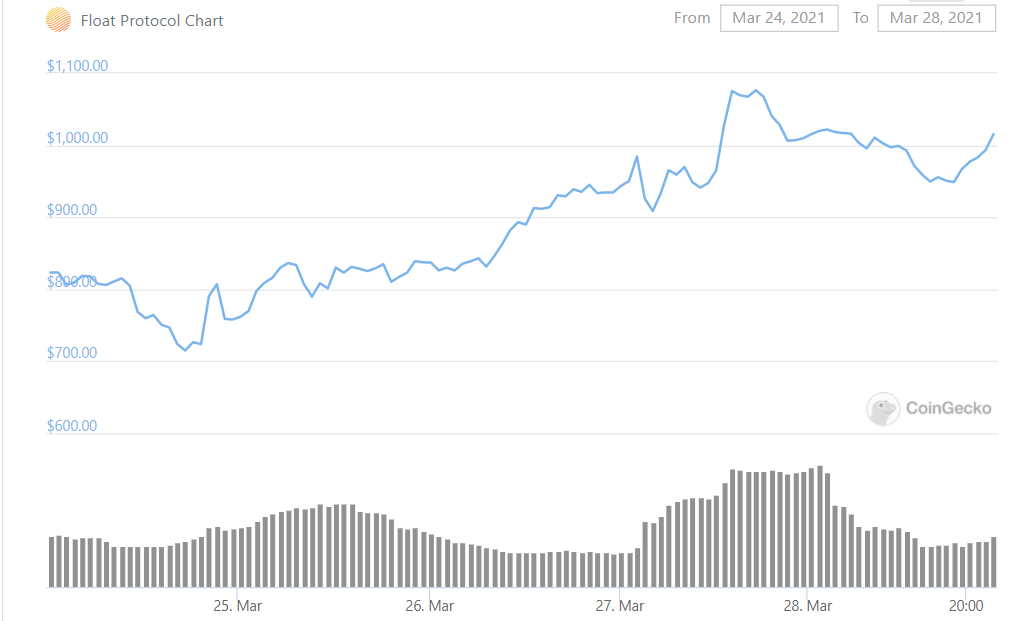 Float Protocol Chart
From Mar 24, 2021 To Mar 28, 2021
$1,100.00
$1,000.00
$900.00
$800.00
$700.00
CoinGecko
$600.00
25. Mar 26. Mar 27. Mar 28. Mar 20:00